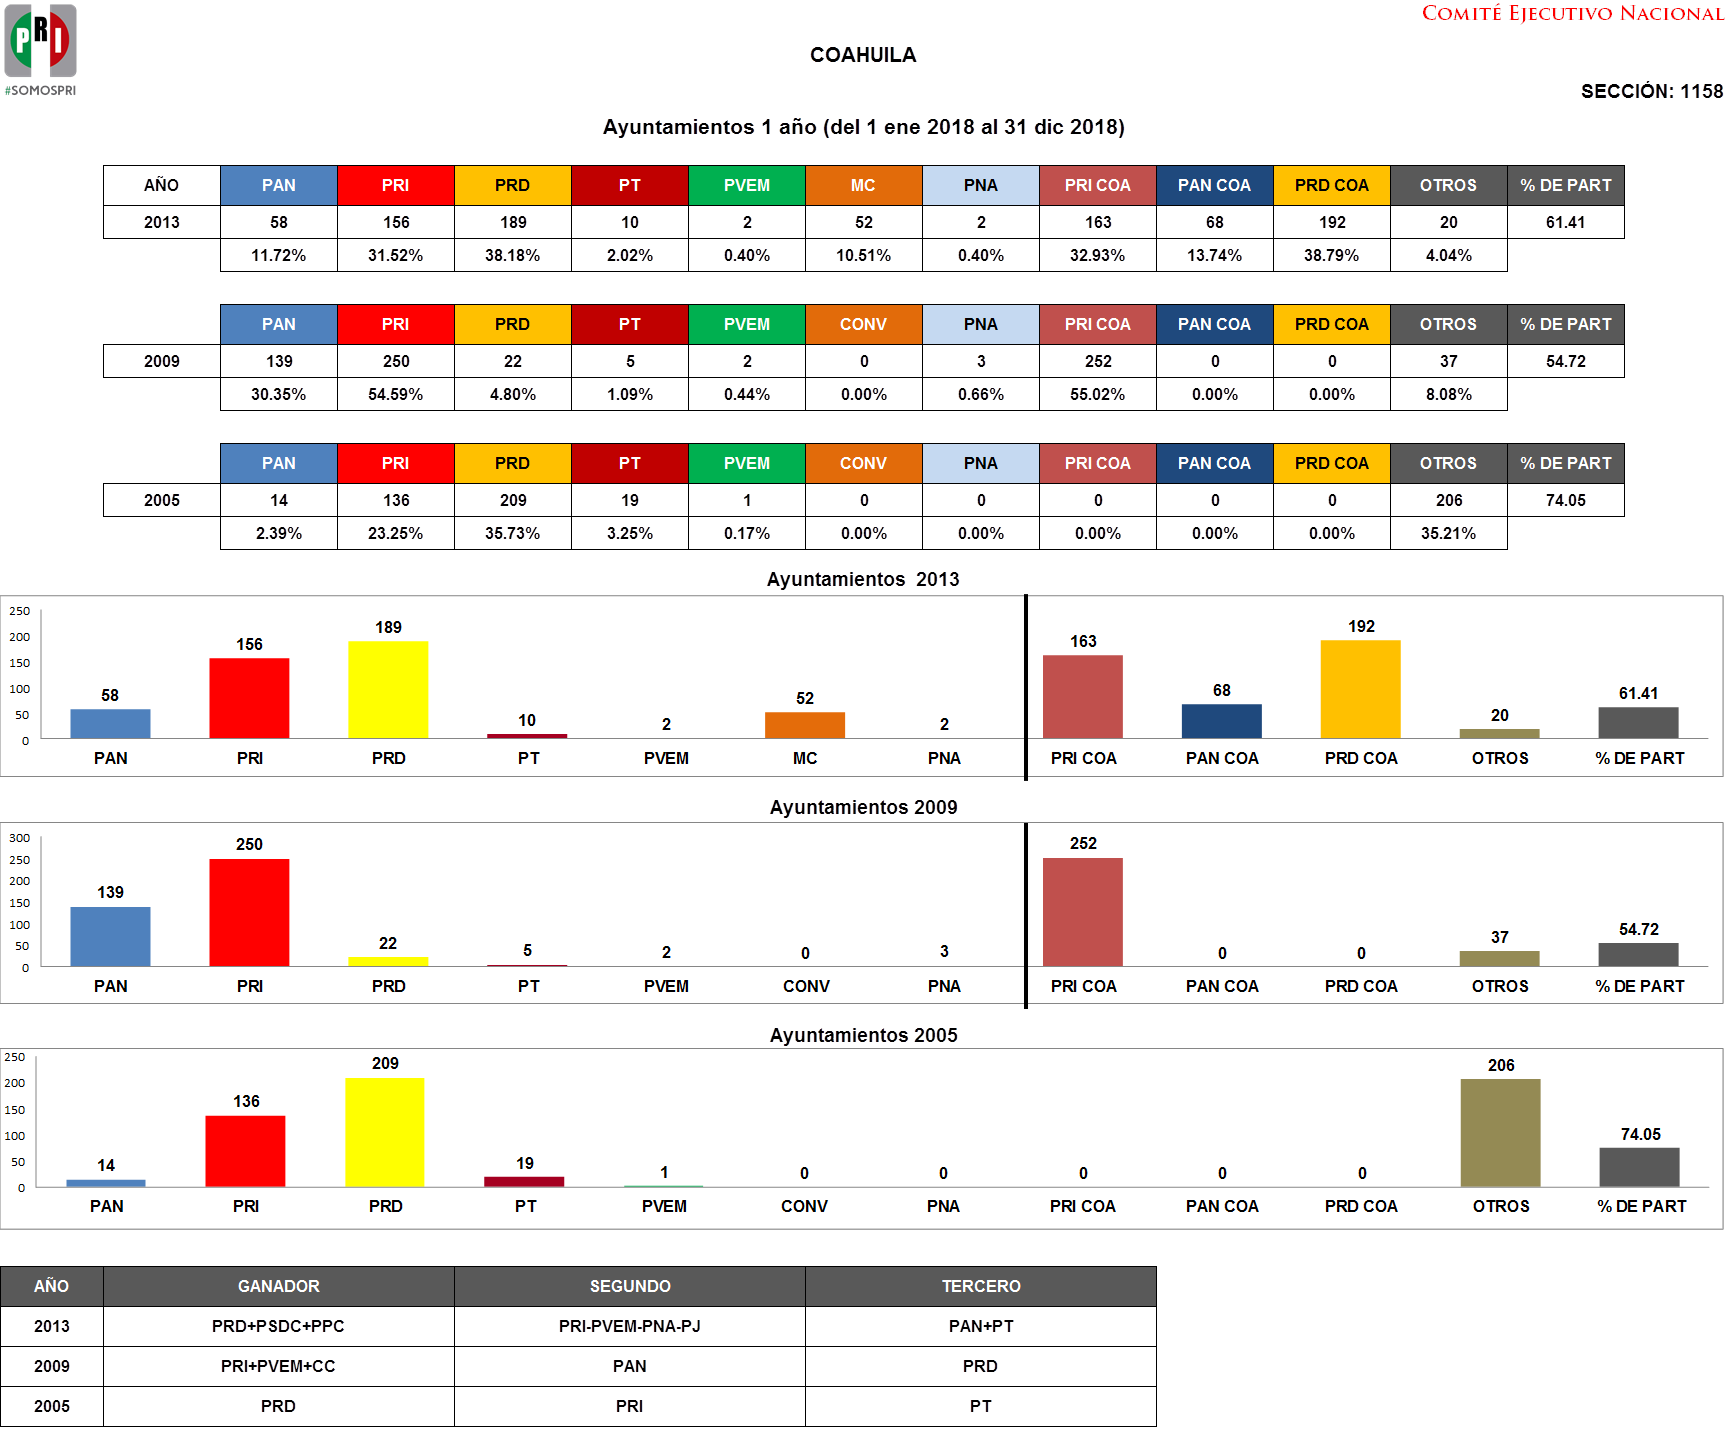 COMITÉ EJECUTIVO NACIONAL
PRI
#SOMOSPRI
COAHUILA
SECCIÓN: 1158
Ayuntamientos 1 año (del 1 ene 2018 al 31 dic 2018)
AÑO PAN PRI PRD PT PVEM MC PNA PRI COA PAN COA PRD COA OTROS % DE PART
2013 58 156 189 10 2 52 2 163 68 192 20 61.41
11.72% 31.52% 38.18% 2.02% 0.40% 10.51% 0.40% 32.93% 13.74% 38.79% 4.04%
PAN PRI PRD PT PVEM CONV PNA PRI COA PAN COA PRD COA OTROS % DE PART
2009 139 250 22 5 2 0 3 252 0 0 37 54.72
30.35% 54.59% 4.80% 1.09% 0.44% 0.00% 0.66% 55.02% 0.00% 0.00% 8.08%
PAN PRI PRD PT PVEM CONV PNA PRI COA PAN COA PRD COA OTROS % DE PART
2005 14 136 209 19 1 0 0 0 0 0 206 74.05
2.39% 23.25% 35.73% 3.25% 0.17% 0.00% 0.00% 0.00% 0.00% 0.00% 35.21%
Ayuntamientos 2013
250
200
150
100
50
0
58 156 189 10 2 52 2 163 68 192 20 61.41
PAN PRI PRD PT PVEM MC PNA PRI COA PAN COA PRD COA OTROS % DE PART
Ayuntamientos 2009
300
250
200
150
100
50
0
139 250 22 5 2 0 3 252 0 0 37 54.72
PAN PRI PRD PT PVEM CONV PNA PRI COA PAN COA PRD COA OTROS % DE PART
Ayuntamientos 2005
250
200
150
100
50
0
14 136 209 19 1 0 0 0 0 0 206 74.05
PAN PRI PRD PT PVEM CONV PNA PRI COA PAN COA PRD COA OTROS % DE PART
AÑO GANADOR SEGUNDO TERCERO
2013 PRD+PSDC+PPC PRI-PVEM-PNA-PJ PAN+PT
2009 PRI+PVEM+CC PAN PRD
2005 PRD PRI PT